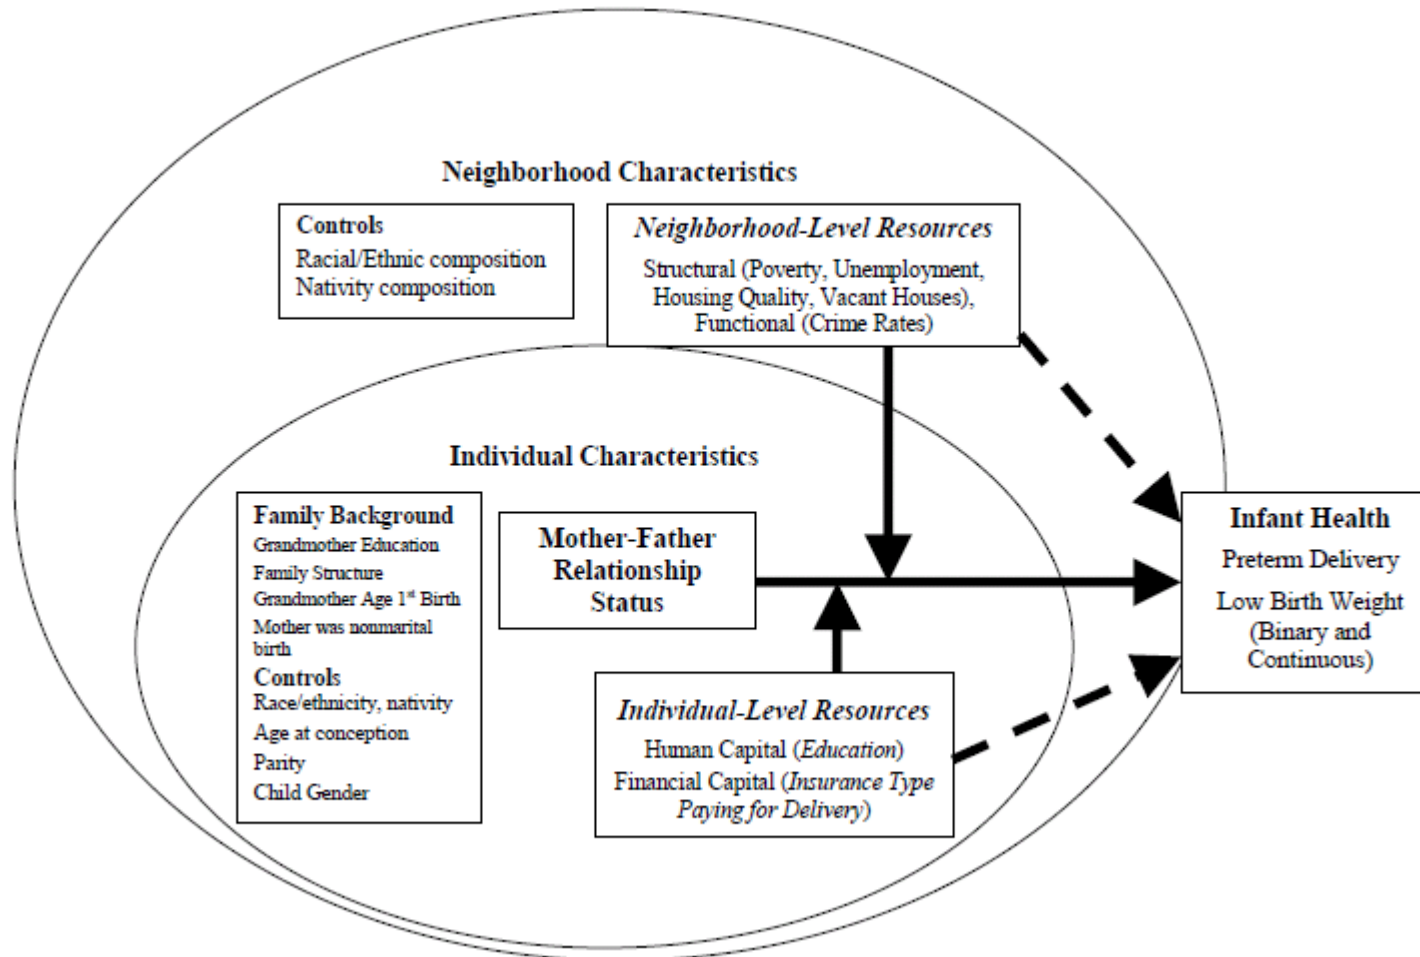 Neighborhood Characteristics
Controls
Racial/Ethnic composition
Nativity composition
Neighborhood-Level Resources
Structural (Poverty, Unemployment,
Housing Quality, Vacant Houses),
Functional (Crime Rates)
Individual Characteristics
Family Background
Grandmother Education
Family Structure
Grandmother Age 1st Birth
Mother was nonmarital
birth
Controls
Race/ethnicity, nativity
Age at conception
Parity
Child Gender
Mother-Father
Relationship
Status
Individual-Level Resources
Human Capital (Education)
Financial Capital (Insurance Type
Paying for Delivery)
Infant Health
Preterm Delivery
Low Birth Weight
(Binary and
Continuous)